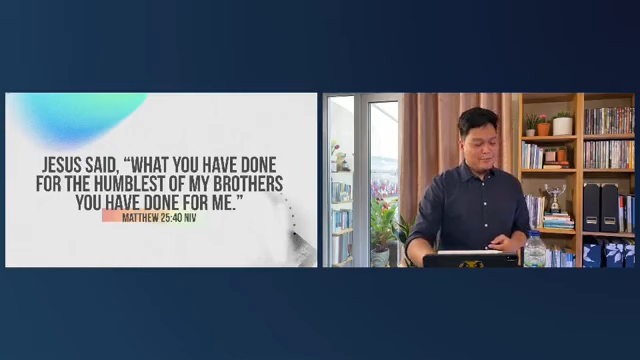 JESUS SAID, “WHAT YOU HAVE DONE
FOR THE HUMBLEST OF MY BROTHERS
YOU HAVE DONE FOR ME.”
MATTHEW 25:40 NIV